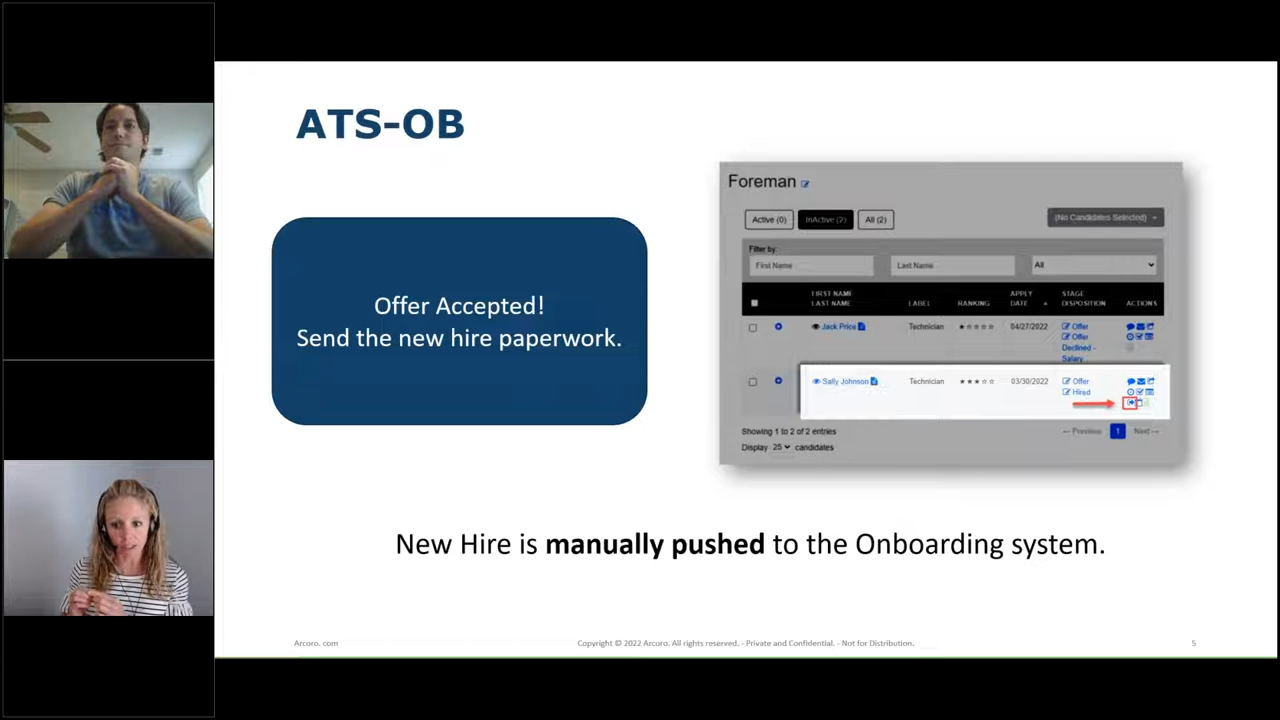 ATS-OB
Offer Accepted!
Send the new hire paperwork.
Foreman
Active (0) InActive (2) All (2)
(No Candidates Selected)
Filter by:
First Name Last Name All
FIRST NAME
LAST NAME
LABEL
RANKING
APPLY
DATE
STAGE
DISPOSITION
ACTIONS
Jack Price Technician 04/27/2022 Offer
Offer
Declined -
Salary
Sally Johnson Technician 03/30/2022 Offer
Hired
Showing 1 to 2 of 2 entries
Previous 1 Next
Display 25 candidates
New Hire is manually pushed to the Onboarding system.
Arcoro. com
Copyright © 2022 Arcoro. All rights reserved. - Private and Confidential. - Not for Distribution.
5